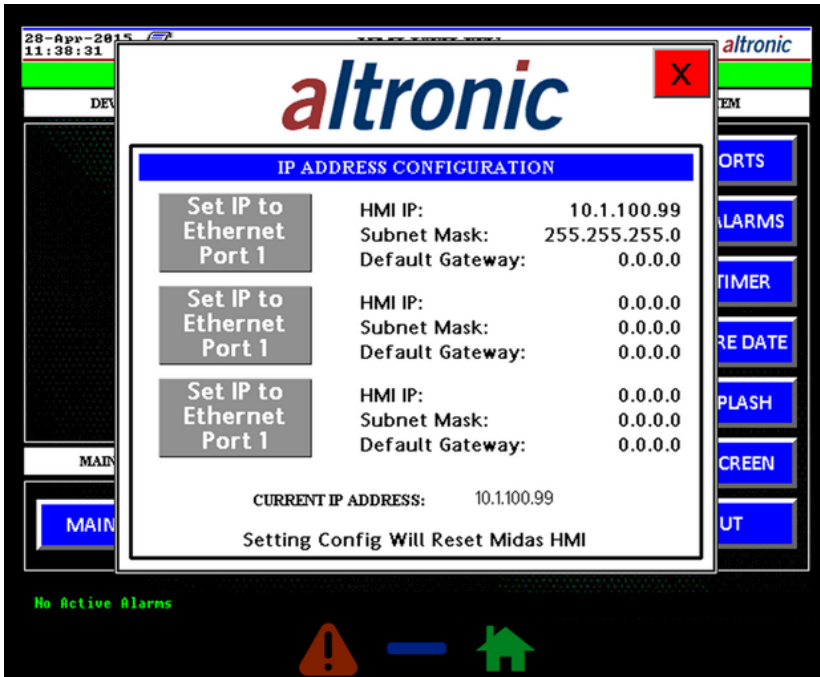 28-Apr-2015
11:38:31
altronic
altronic
X
IP ADDRESS CONFIGURATION
Set IP to
Ethernet
Port 1
HMI IP: 10.1.100.99
Subnet Mask: 255.255.255.0
Default Gateway: 0.0.0.0
Set IP to
Ethernet
Port 1
HMI IP: 0.0.0.0
Subnet Mask: 0.0.0.0
Default Gateway: 0.0.0.0
Set IP to
Ethernet
Port 1
HMI IP: 0.0.0.0
Subnet Mask: 0.0.0.0
Default Gateway: 0.0.0.0
CURRENT IP ADDRESS: 10.1.100.99
Setting Config Will Reset Midas HMI
DEV
EM
ORTS
LARMS
TIMER
RE DATE
PLASH
CREEN
UT
MAIN
MAIN
No Active Alarms